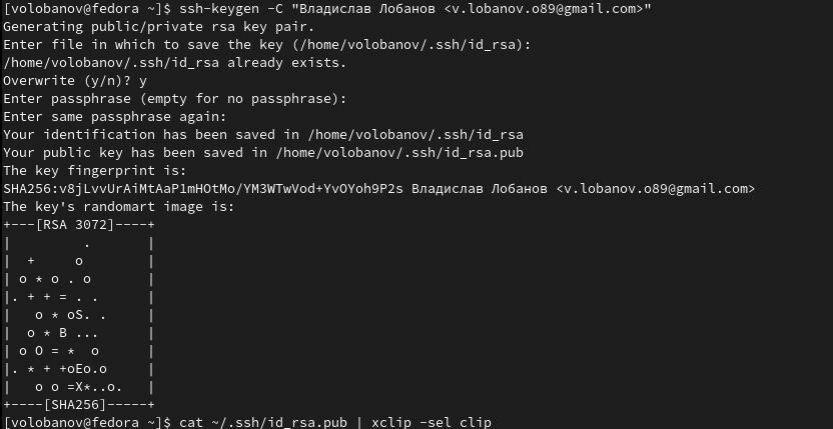 [volobanov@fedora ~]$ ssh-keygen -C "Владислав Лобанов <v.lobanov.o89@gmail.com>"
Generating public/private rsa key pair.
Enter file in which to save the key (/home/volobanov/.ssh/id_rsa):
/home/volobanov/.ssh/id_rsa already exists.
Overwrite (y/n)? y
Enter passphrase (empty for no passphrase):
Enter same passphrase again:
Your identification has been saved in /home/volobanov/.ssh/id_rsa
Your public key has been saved in /home/volobanov/.ssh/id_rsa.pub
The key fingerprint is:
SHA256:v8jLvvUrAiMtAaPlmHOtMo/YM3WTwVod+YvOYoh9P2s Владислав Лобанов <v.lobanov.o89@gmail.com>
The key's randomart image is:
+---[RSA 3072]----+
|         .       |
|  +     o        |
| o * o . o       |
|. + + = . .      |
|   o * oS. .     |
|  o * B ...      |
| o O = *  o      |
|. * + +oEo.o     |
|   o o =X*..o.   |
+----[SHA256]-----+
[volobanov@fedora ~]$ cat ~/.ssh/id_rsa.pub | xclip -sel clip